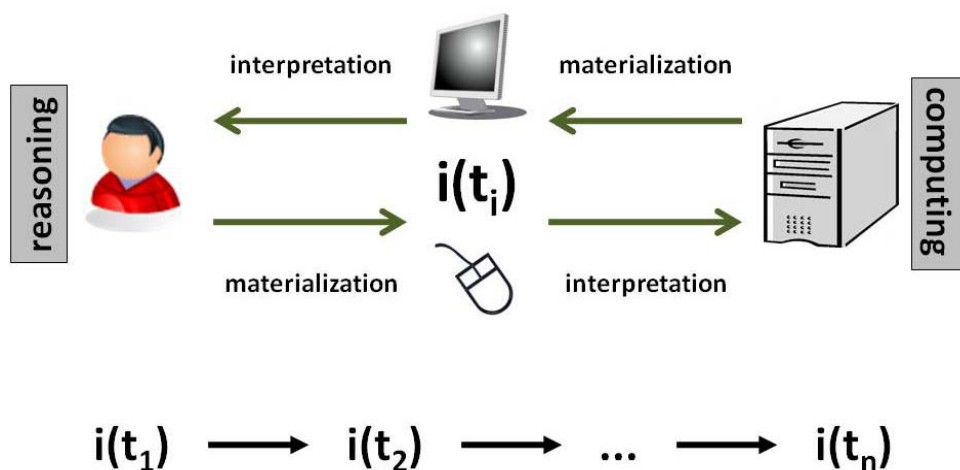 interpretation
materialization
reasoning
i(tᵢ)
computing
materialization
interpretation
i(t₁)
i(t₂)
...
i(tₙ)